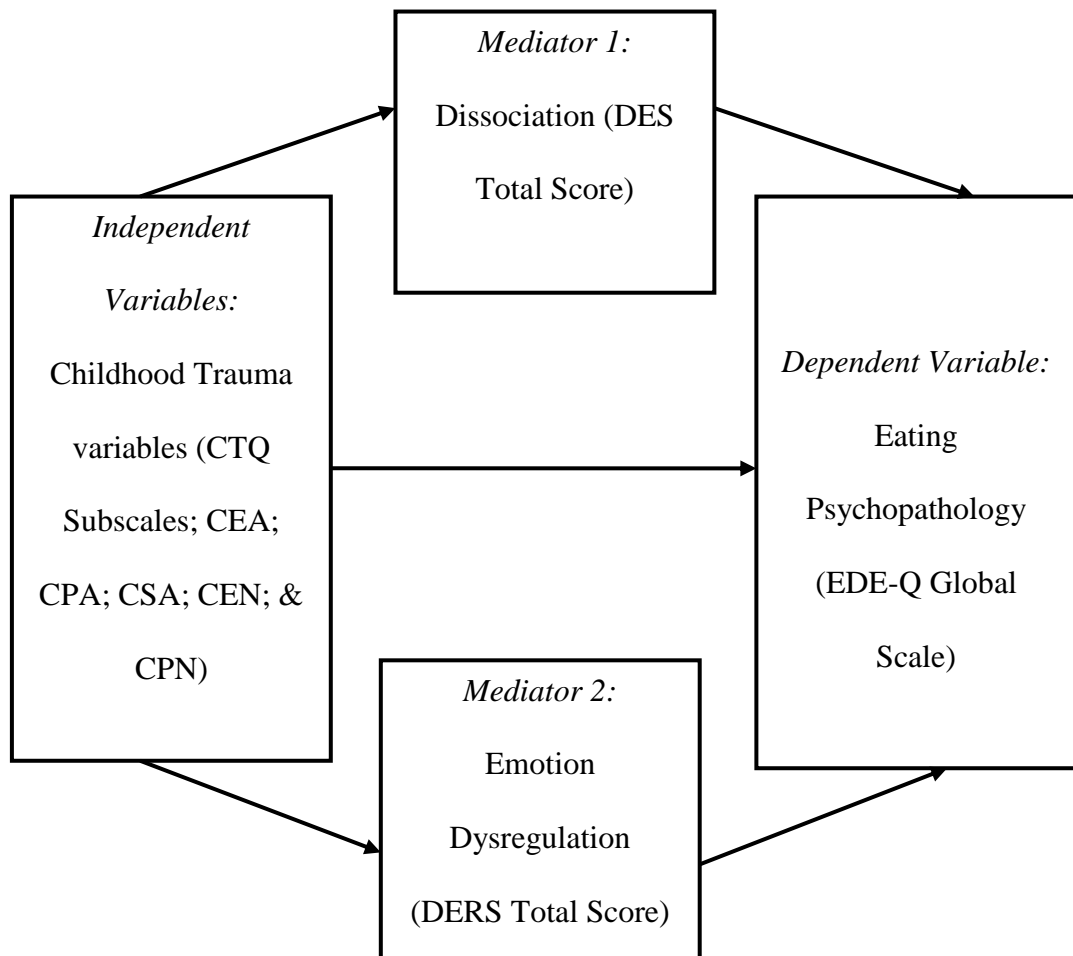 Mediator 1:
Dissociation (DES
Total Score)
Independent
Variables:
Childhood Trauma
variables (CTQ
Subscales; CEA;
CPA; CSA; CEN; &
CPN)
Dependent Variable:
Eating
Psychopathology
(EDE-Q Global
Scale)
Mediator 2:
Emotion
Dysregulation
(DERS Total Score)